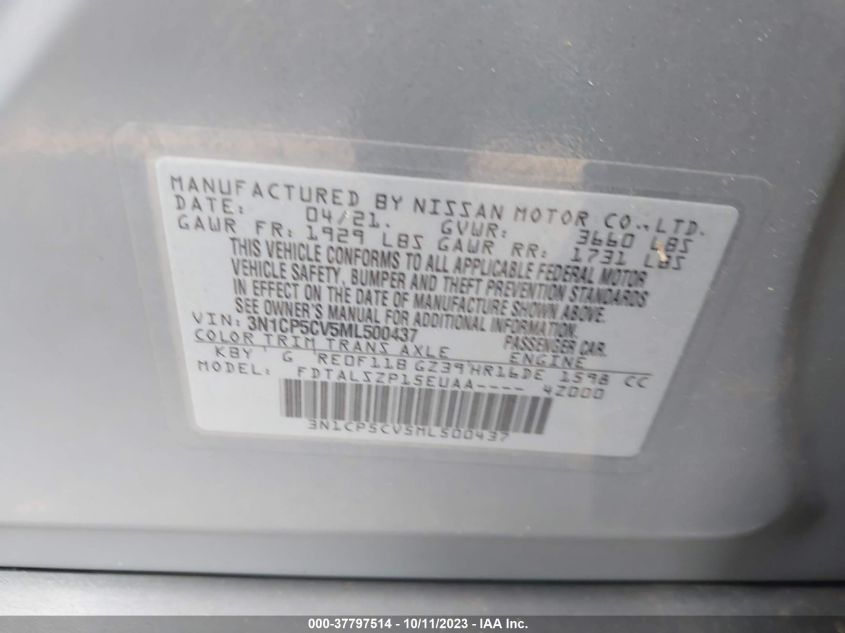 MANUFACTURED BY NISSAN MOTOR CO.,LTD.
DATE: 04/21. GVWR: 3660 LBS
GAWR FR: 1929 LBS GAWR RR: 1731 LBS
THIS VEHICLE CONFORMS TO ALL APPLICABLE FEDERAL MOTOR
VEHICLE SAFETY, BUMPER AND THEFT PREVENTION STANDARDS
IN EFFECT ON THE DATE OF MANUFACTURE SHOWN ABOVE.
SEE OWNER'S MANUAL FOR ADDITIONAL INFORMATION.
VIN: 3N1CP5CV5ML500437 PASSENGER CAR.
COLOR TRIM TRANS AXLE ENGINE
KBY G RE0F11B GZ39 HR16DE 1598 CC
MODEL: FDTALSZP15EUAA---- 42000
3N1CP5CV5ML500437
000-37797514 - 10/11/2023 - IAA Inc.